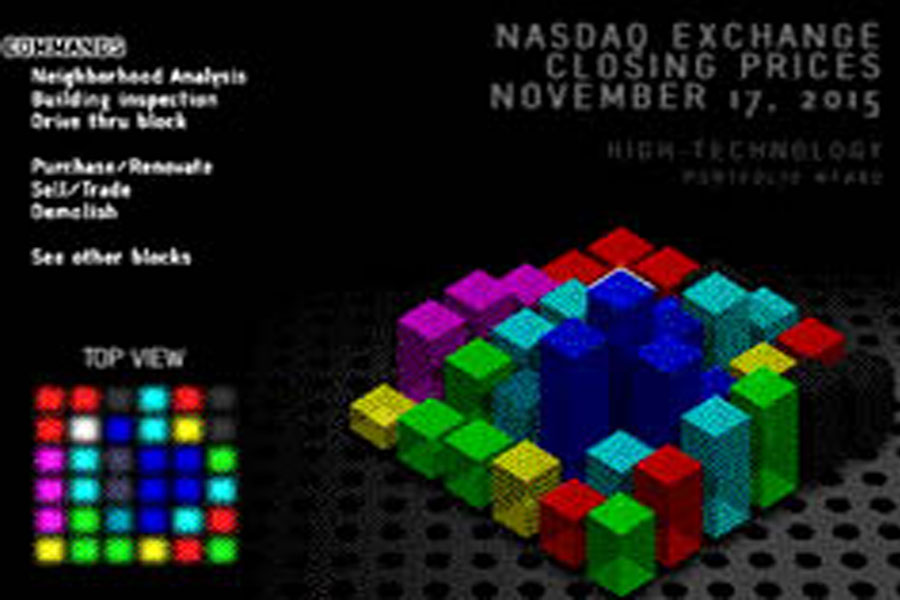 COMMANDS
Neighborhood Analysis
Building inspection
Drive thru block
Purchase/Renovate
Sell/Trade
Demolish
See other blocks
TOP VIEW
NASDAQ EXCHANGE
CLOSING PRICES
NOVEMBER 17, 2015
HIGH-TECHNOLOGY
PORTFOLIO